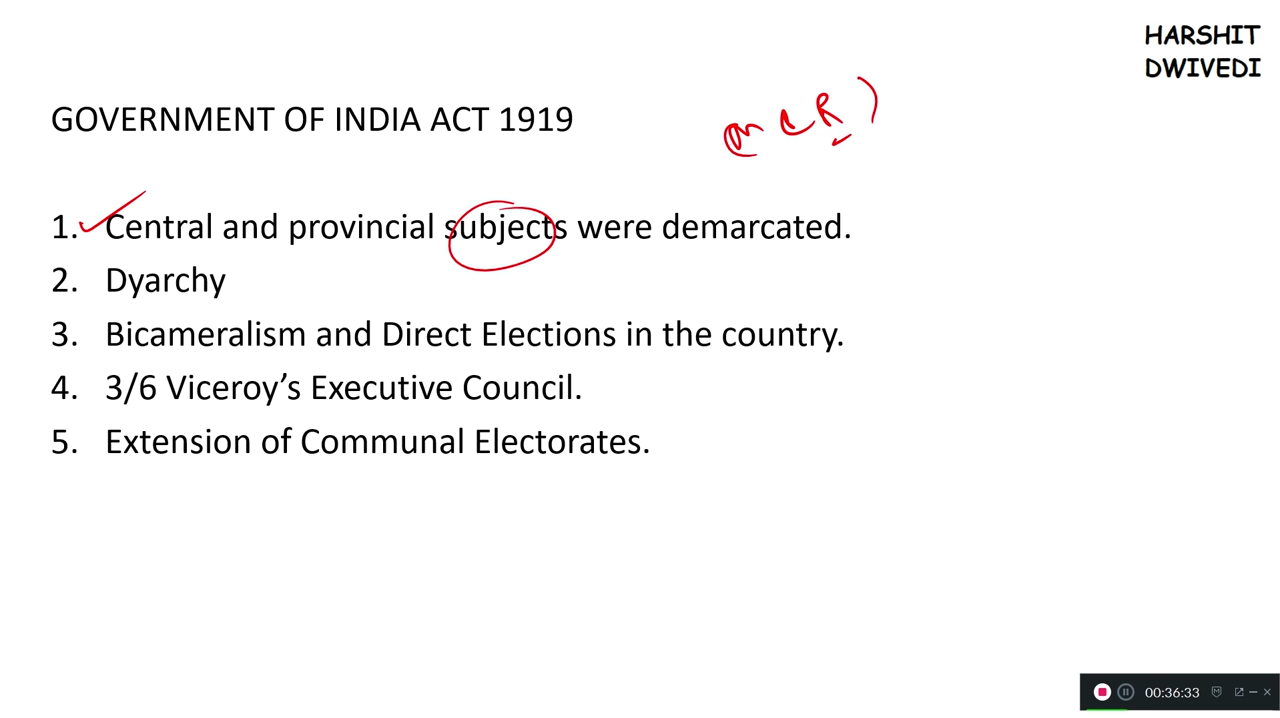 HARSHIT
DWIVEDI
GOVERNMENT OF INDIA ACT 1919
1. Central and provincial subjects were demarcated.
2. Dyarchy
3. Bicameralism and Direct Elections in the country.
4. 3/6 Viceroy’s Executive Council.
5. Extension of Communal Electorates.
00:36:33